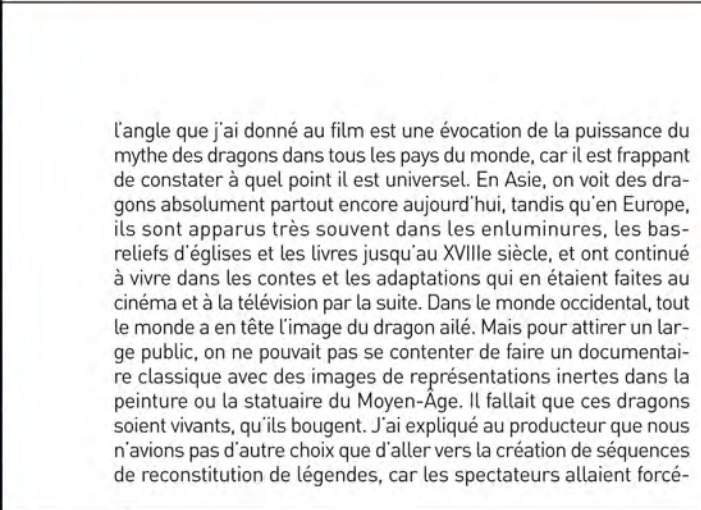 l'angle que j'ai donné au film est une évocation de la puissance du
mythe des dragons dans tous les pays du monde, car il est frappant
de constater à quel point il est universel. En Asie, on voit des dra-
gons absolument partout encore aujourd'hui, tandis qu'en Europe,
ils sont apparus très souvent dans les enluminures, les bas-
reliefs d'églises et les livres jusqu'au XVIIIe siècle, et ont continué
à vivre dans les contes et les adaptations qui en étaient faites au
cinéma et à la télévision par la suite. Dans le monde occidental, tout
le monde a en tête l'image du dragon ailé. Mais pour attirer un lar-
ge public, on ne pouvait pas se contenter de faire un documentai-
re classique avec des images de représentations inertes dans la
peinture ou la statuaire du Moyen-Âge. Il fallait que ces dragons
soient vivants, qu'ils bougent. J'ai expliqué au producteur que nous
n'avions pas d'autre choix que d'aller vers la création de séquences
de reconstitution de légendes, car les spectateurs allaient forcé-